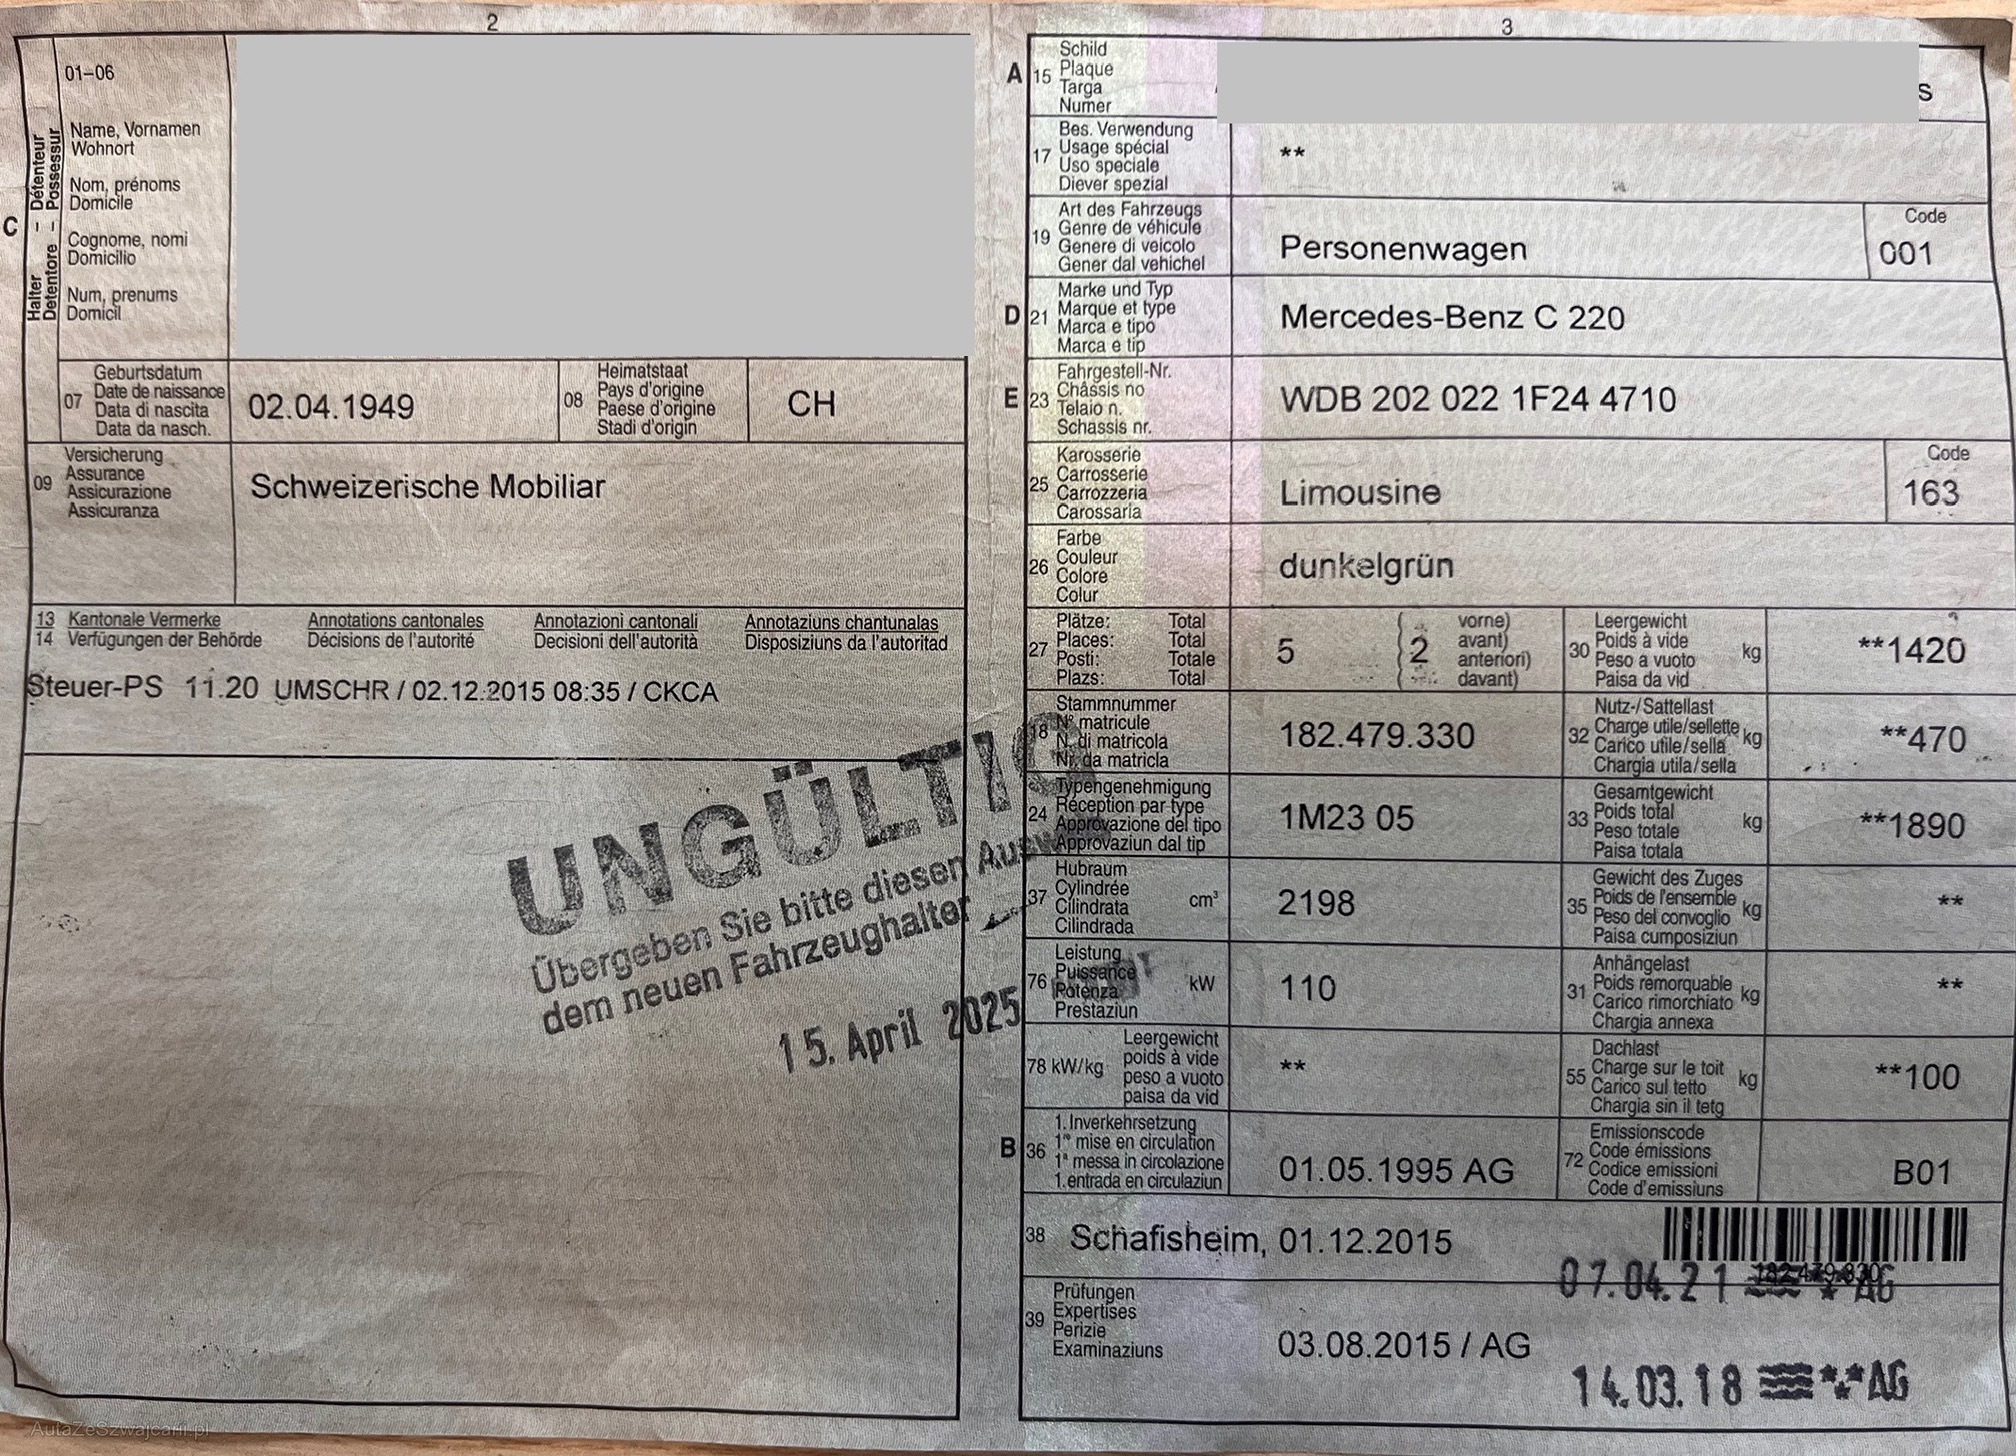 2
01–06
Name, Vornamen
Wohnort
Nom, prénoms
Domicile
Cognome, nomi
Domicilio
Num, prenums
Domicil
C
Halter – Détenteur
Detentore – Possessur
07
Geburtsdatum
Date de naissance
Data di nascita
Data da nasch.
02.04.1949
08
Heimatstaat
Pays d'origine
Paese d'origine
Stadi d'origin
CH
09
Versicherung
Assurance
Assicurazione
Assicuranza
Schweizerische Mobiliar
13 Kantonale Vermerke Annotations cantonales Annotazioni cantonali Annotaziuns chantunalas
14 Verfügungen der Behörde Décisions de l'autorité Decisioni dell'autorità Disposiziuns da l'autoritad
Steuer-PS 11.20 UMSCHR / 02.12.2015 08:35 / CKCA
UNGÜLTIG
Übergeben Sie bitte diesen
dem neuen Fahrzeughalter
15. April 2025
3
A
15
Schild
Plaque
Targa
Numer
S
17
Bes. Verwendung
Usage spécial
Uso speciale
Diever spezial
**
19
Art des Fahrzeugs
Genre de véhicule
Genere di veicolo
Gener dal vehichel
Personenwagen
Code
001
D
21
Marke und Typ
Marque et type
Marca e tipo
Marca e tip
Mercedes-Benz C 220
E
23
Fahrgestell-Nr.
Châssis no
Telaio n.
Schassis nr.
WDB 202 022 1F24 4710
25
Karosserie
Carrosserie
Carrozzeria
Carossaria
Limousine
Code
163
26
Farbe
Couleur
Colore
Colur
dunkelgrün
27
Plätze: Total
Places: Total
Posti: Totale
Plazs: Total
5
( vorne)
( avant)
2 anteriori)
( davant)
30
Leergewicht
Poids à vide
Peso a vuoto
Paisa da vid
kg
**1420
18
Stammnummer
N° matricule
N. di matricola
Nr. da matricla
182.479.330
32
Nutz-/Sattellast
Charge utile/sellette
Carico utile/sella
Chargia utila/sella
kg
**470
24
Typengenehmigung
Réception par type
Approvazione del tipo
Approvaziun dal tip
1M23 05
33
Gesamtgewicht
Poids total
Peso totale
Paisa totala
kg
**1890
37
Hubraum
Cylindrée
Cilindrata
Cilindrada
cm³
2198
35
Gewicht des Zuges
Poids de l'ensemble
Peso del convoglio
Paisa cumposiziun
kg
**
76
Leistung
Puissance
Potenza
Prestaziun
kW
110
31
Anhängelast
Poids remorquable
Carico rimorchiato
Chargia annexa
kg
**
78 kW/kg
Leergewicht
poids à vide
peso a vuoto
paisa da vid
**
55
Dachlast
Charge sur le toit
Carico sul tetto
Chargia sin il tetg
kg
**100
B
36
1. Inverkehrsetzung
1re mise en circulation
1a messa in circolazione
1. entrada en circulaziun
01.05.1995 AG
72
Emissionscode
Code émissions
Codice emissioni
Code d'emissiuns
B01
38
Schafisheim, 01.12.2015
182.479.330
07.04.21 AG
39
Prüfungen
Expertises
Perizie
Examinaziuns
03.08.2015 / AG
14.03.18 AG
AutaZeSzwajcarii.pl